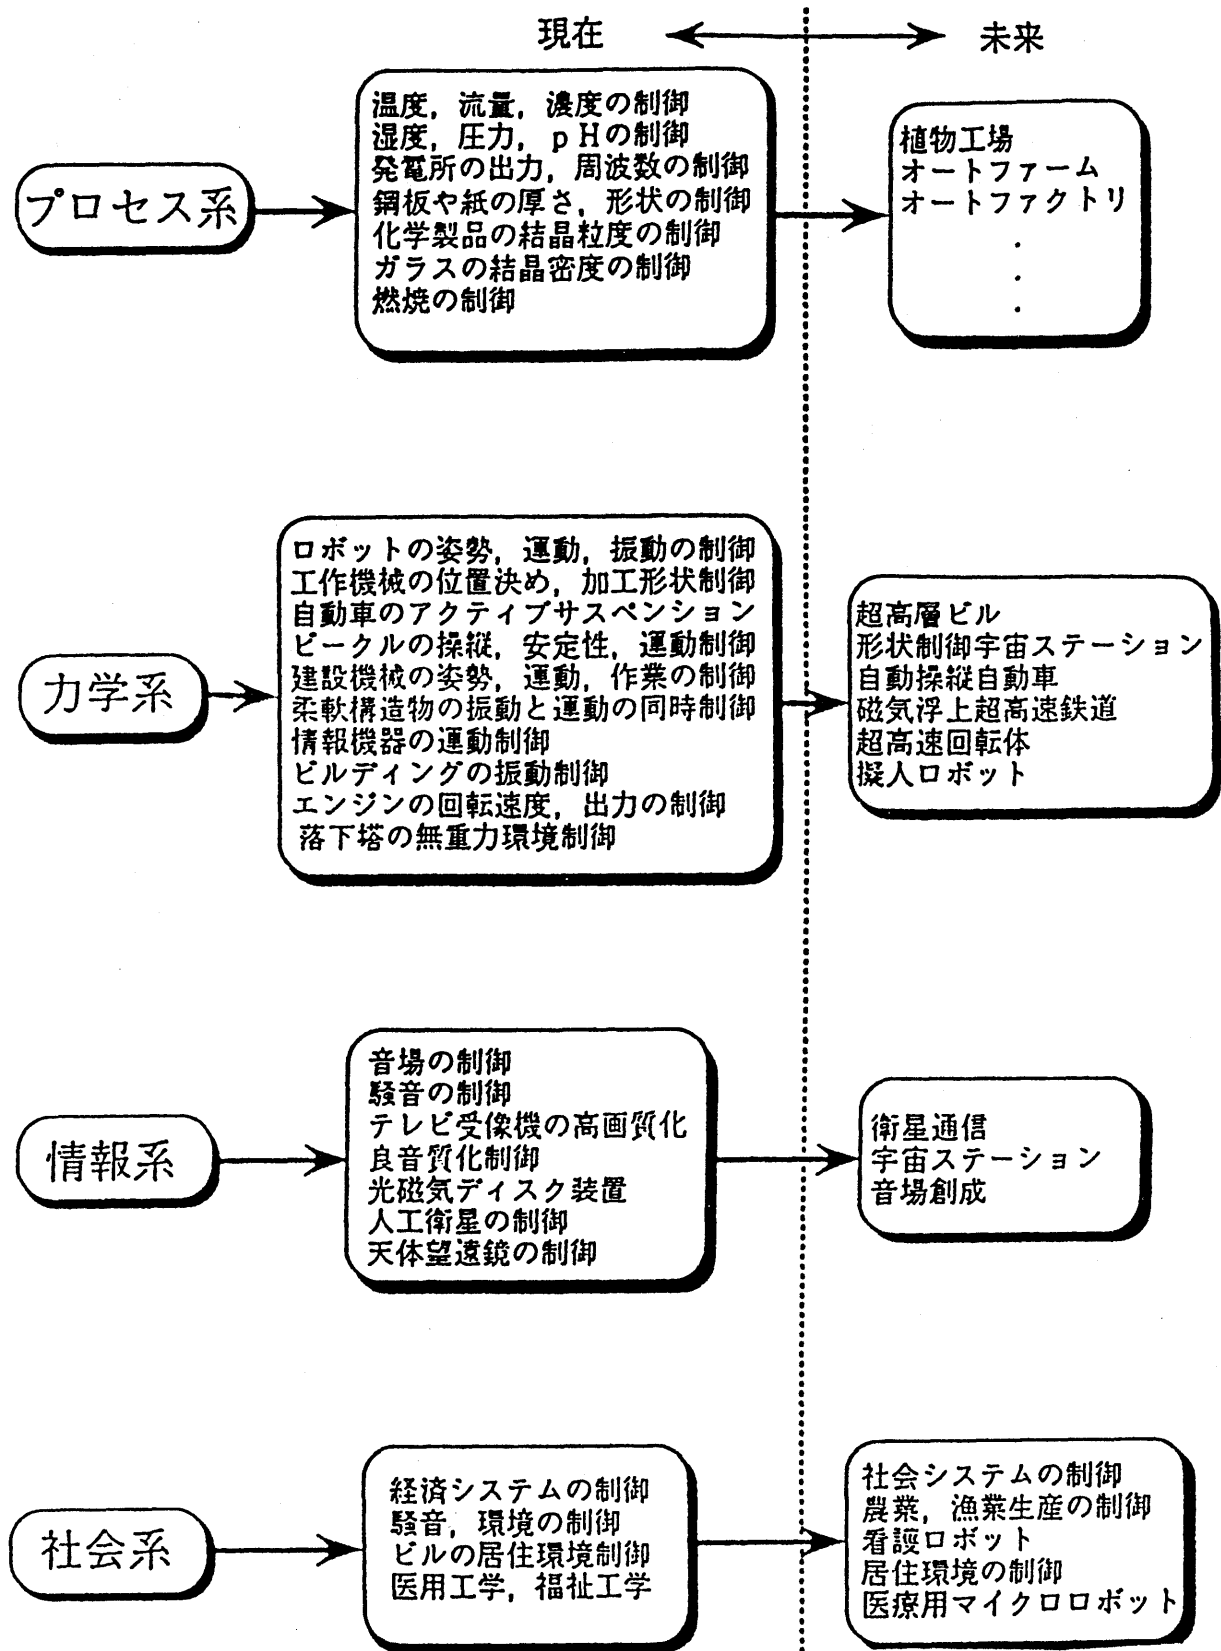 現在
未来
プロセス系
温度，流量，濃度の制御
湿度，圧力，pHの制御
発電所の出力，周波数の制御
鋼板や紙の厚さ，形状の制御
化学製品の結晶粒度の制御
ガラスの結晶密度の制御
燃焼の制御
植物工場
オートファーム
オートファクトリ
・
・
・
力学系
ロボットの姿勢，運動，振動の制御
工作機械の位置決め，加工形状制御
自動車のアクティブサスペンション
ビークルの操縦，安定性，運動制御
建設機械の姿勢，運動，作業の制御
柔軟構造物の振動と運動の同時制御
情報機器の運動制御
ビルディングの振動制御
エンジンの回転速度，出力の制御
落下塔の無重力環境制御
超高層ビル
形状制御宇宙ステーション
自動操縦自動車
磁気浮上超高速鉄道
超高速回転体
擬人ロボット
情報系
音場の制御
騒音の制御
テレビ受像機の高画質化
良音質化制御
光磁気ディスク装置
人工衛星の制御
天体望遠鏡の制御
衛星通信
宇宙ステーション
音場創成
社会系
経済システムの制御
騒音，環境の制御
ビルの居住環境制御
医用工学，福祉工学
社会システムの制御
農業，漁業生産の制御
看護ロボット
居住環境の制御
医療用マイクロロボット